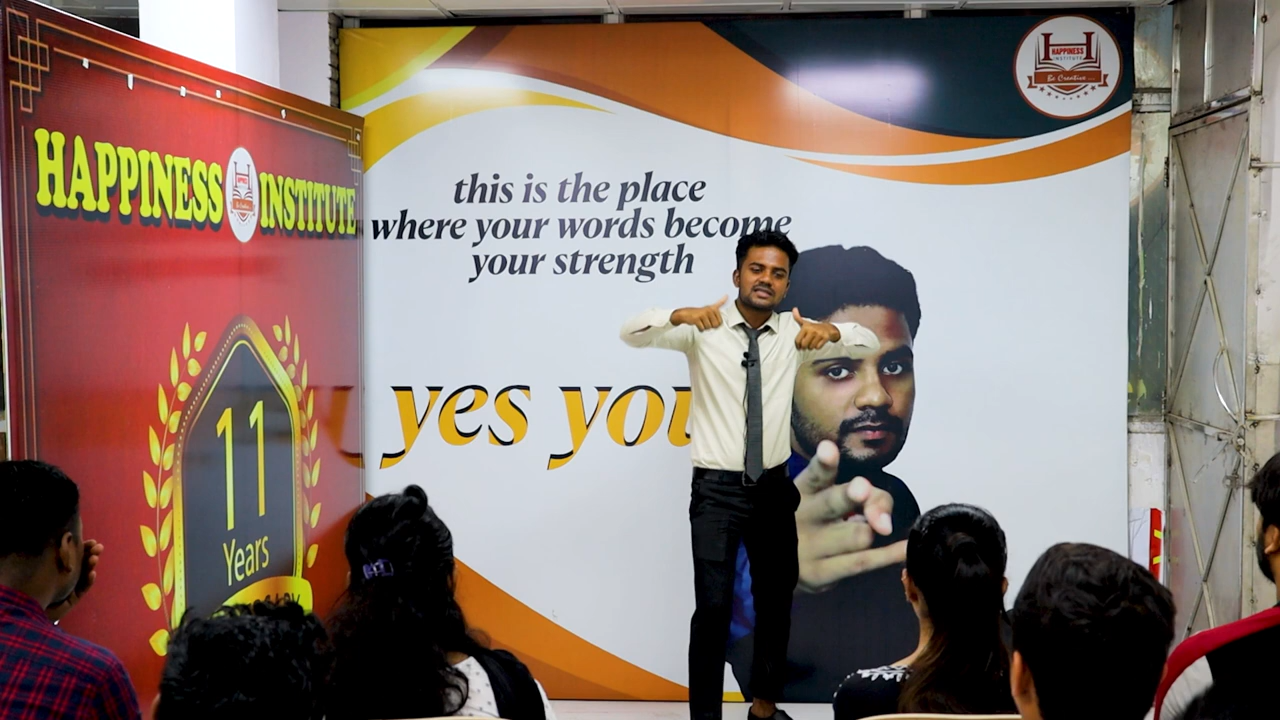 HAPPINESS INSTITUTE
11
Years
this is the place
where your words become
your strength
yes you
HAPPINESS
INSTITUTE
Be Creative ...